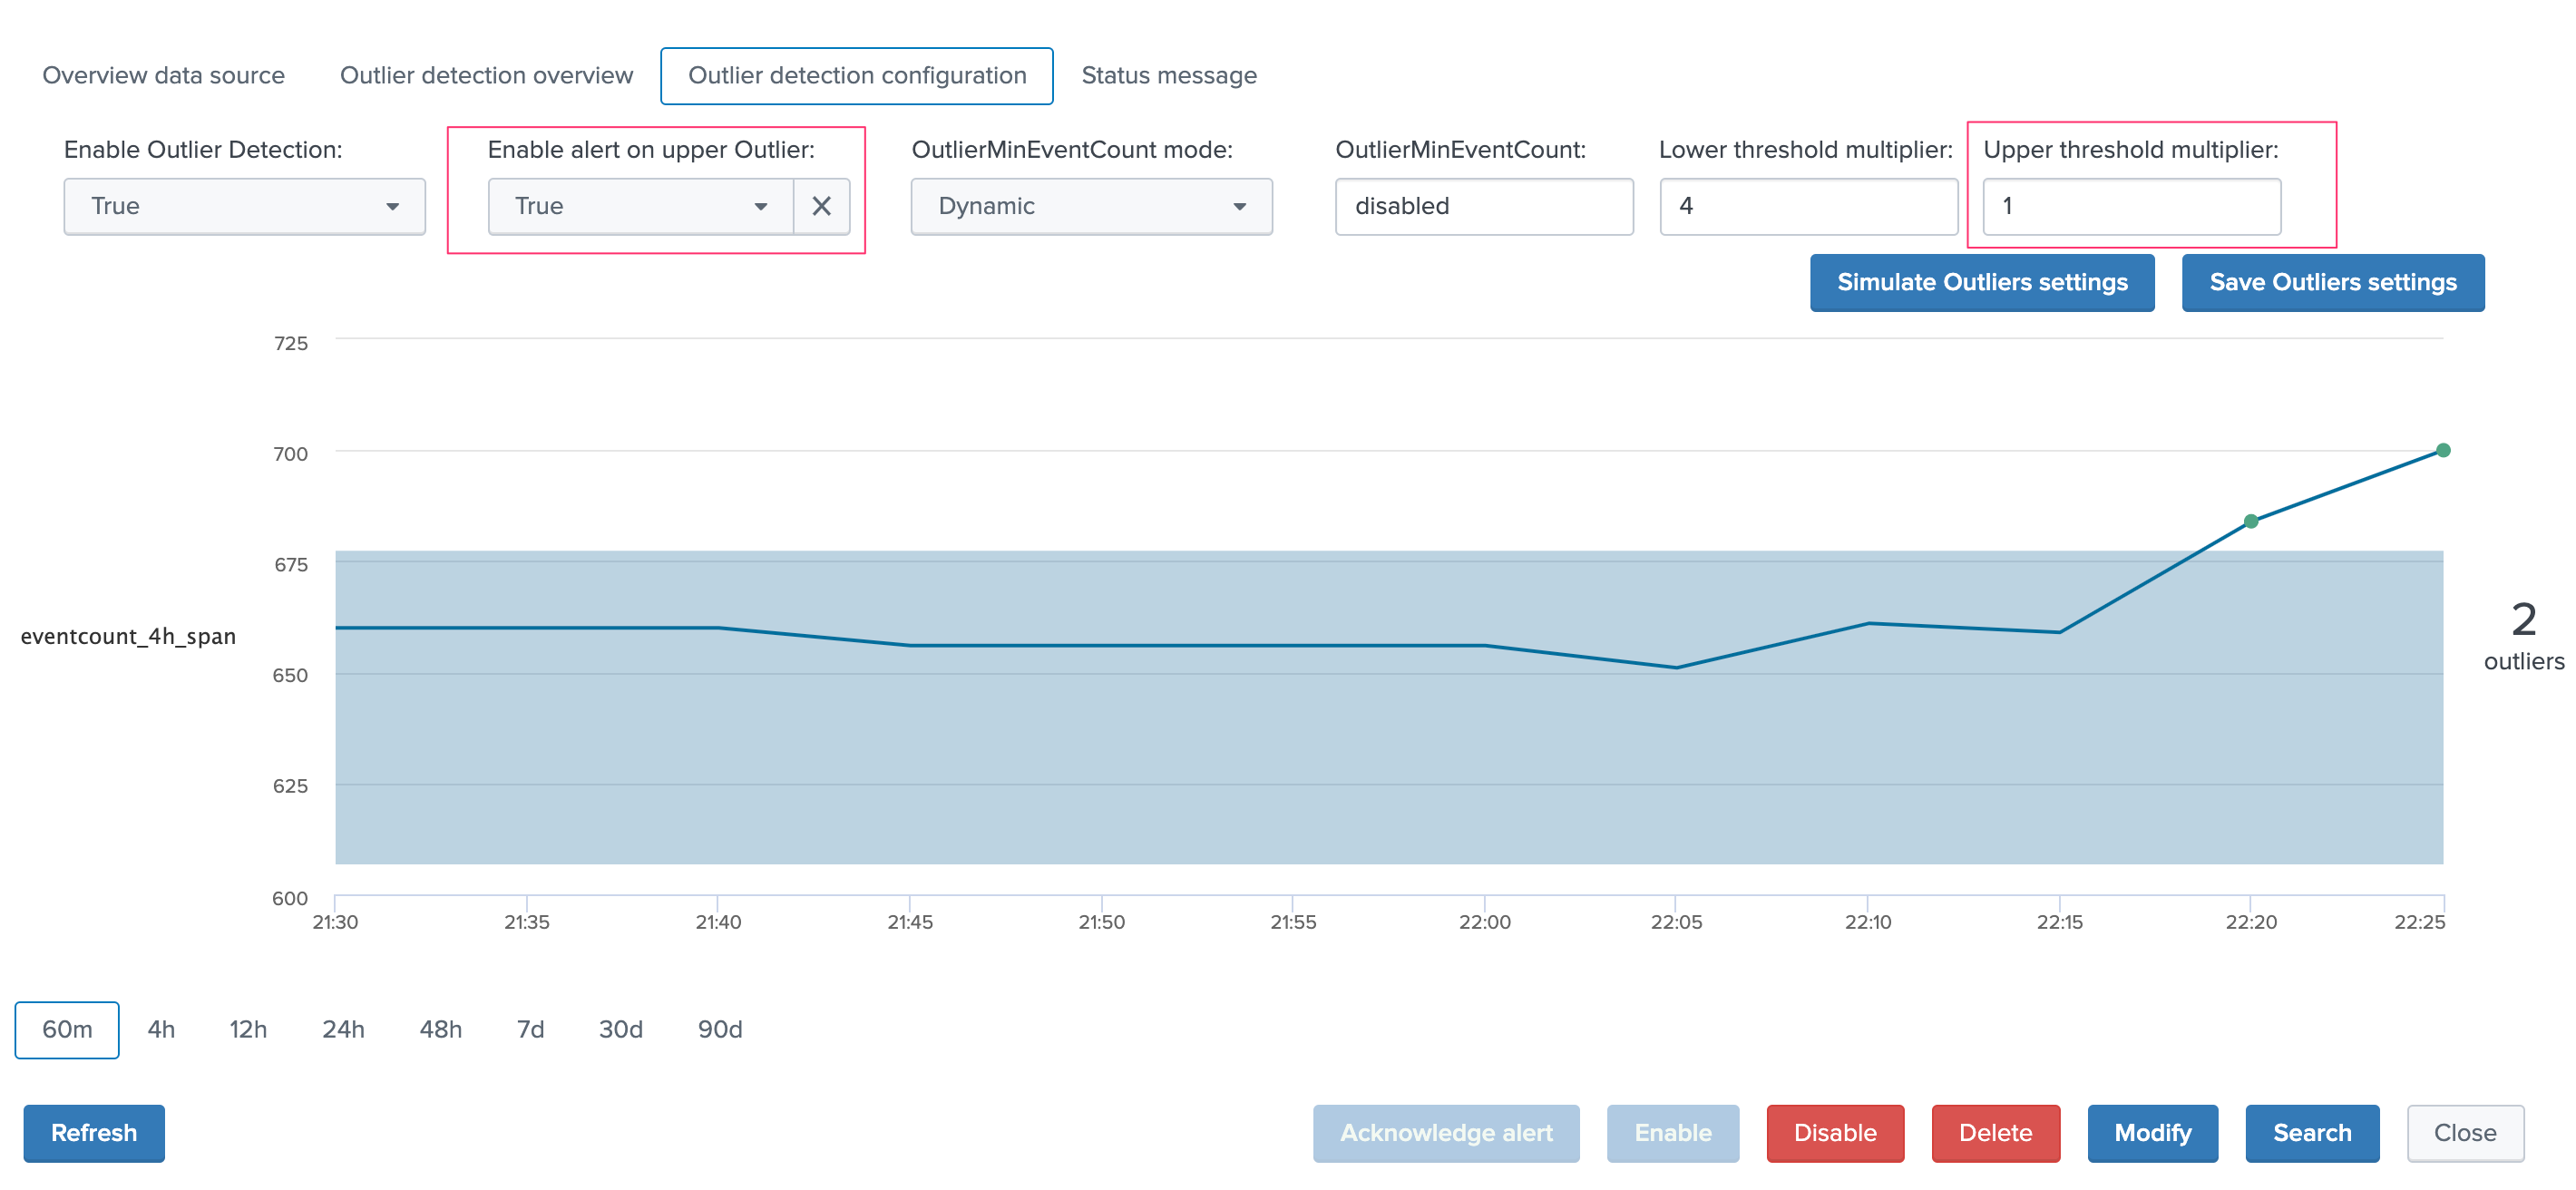 Overview data source Outlier detection overview Outlier detection configuration Status message
Enable Outlier Detection: Enable alert on upper Outlier: OutlierMinEventCount mode: OutlierMinEventCount: Lower threshold multiplier: Upper threshold multiplier:
True True Dynamic disabled 4 1
Simulate Outliers settings Save Outliers settings
725
700
675
eventcount_4h_span
650
625
600
2
outliers
21:30 21:35 21:40 21:45 21:50 21:55 22:00 22:05 22:10 22:15 22:20 22:25
60m 4h 12h 24h 48h 7d 30d 90d
Refresh Acknowledge alert Enable Disable Delete Modify Search Close